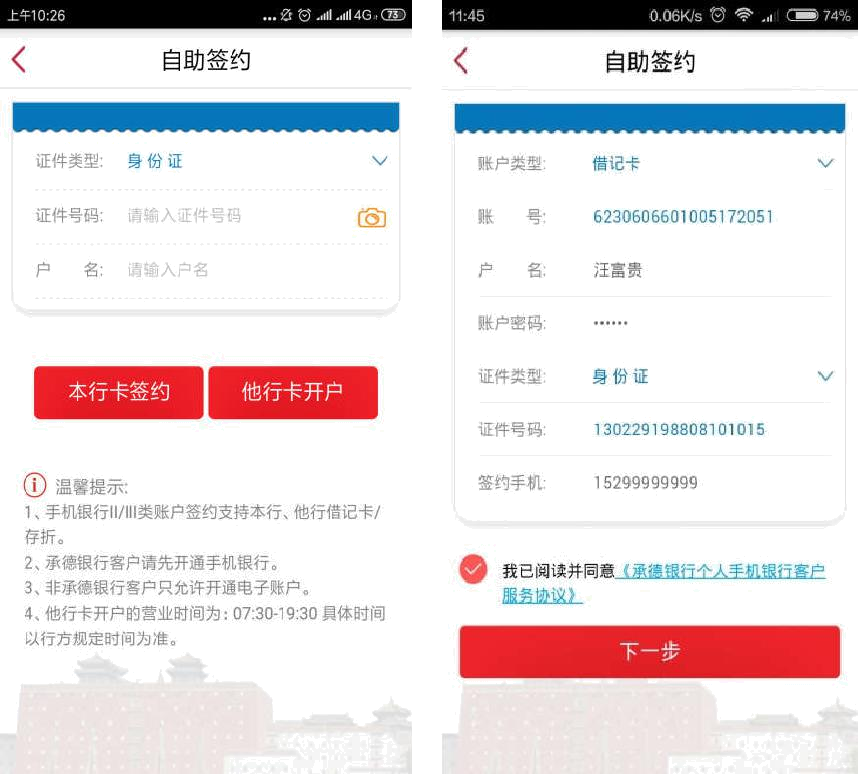 上午10:26
4G
73
自助签约
证件类型: 身份证
证件号码: 请输入证件号码
户 名: 请输入户名
本行卡签约 他行卡开户
温馨提示:
1、手机银行II/III类账户签约支持本行、他行借记卡/
存折。
2、承德银行客户请先开通手机银行。
3、非承德银行客户只允许开通电子账户。
4、他行卡开户的营业时间为：07:30-19:30 具体时间
以行方规定时间为准。
11:45
0.06K/s
74%
自助签约
账户类型: 借记卡
账 号: 6230606601005172051
户 名: 汪富贵
账户密码: ••••••
证件类型: 身份证
证件号码: 130229198808101015
签约手机: 15299999999
我已阅读并同意《承德银行个人手机银行客户
服务协议》
下一步